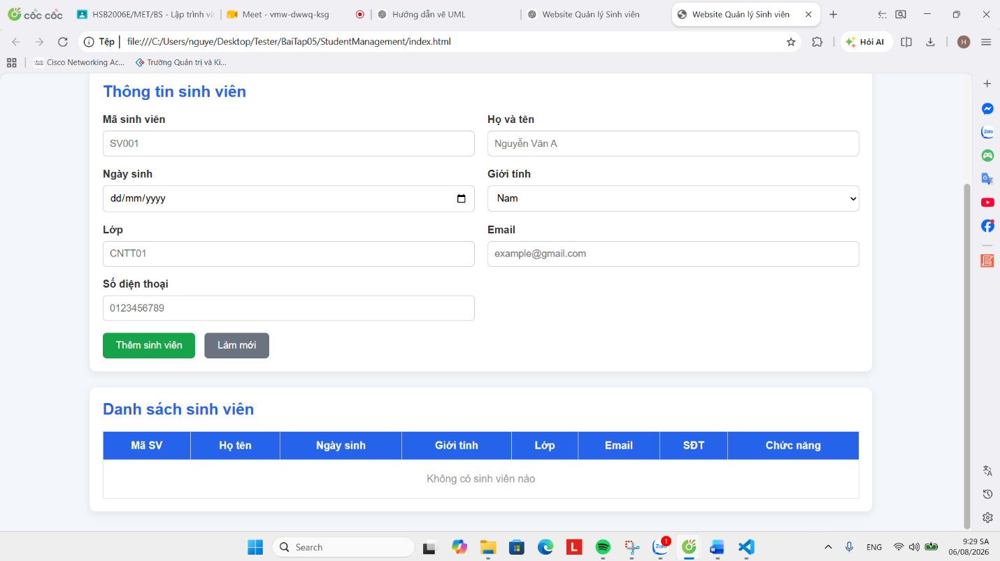 cốc cốc
HSB2006E/MET/BS - Lập trình và
Meet - vmw-dwwq-ksg
Hướng dẫn vẽ UML
Website Quản lý Sinh viên
Website Quản lý Sinh viên
Tệp
file:///C:/Users/nguye/Desktop/Tester/BaiTap05/StudentManagement/index.html
Hỏi AI
H
Cisco Networking Ac...
Trường Quản trị và Ki...
Thông tin sinh viên
Mã sinh viên
Họ và tên
SV001
Nguyễn Văn A
Ngày sinh
Giới tính
dd/mm/yyyy
Nam
Lớp
Email
CNTT01
example@gmail.com
Số điện thoại
0123456789
Thêm sinh viên
Làm mới
Danh sách sinh viên
Mã SV
Họ tên
Ngày sinh
Giới tính
Lớp
Email
SĐT
Chức năng
Không có sinh viên nào
Zalo
Search
L
Zalo
1
ENG
9:29 SA
06/08/2026